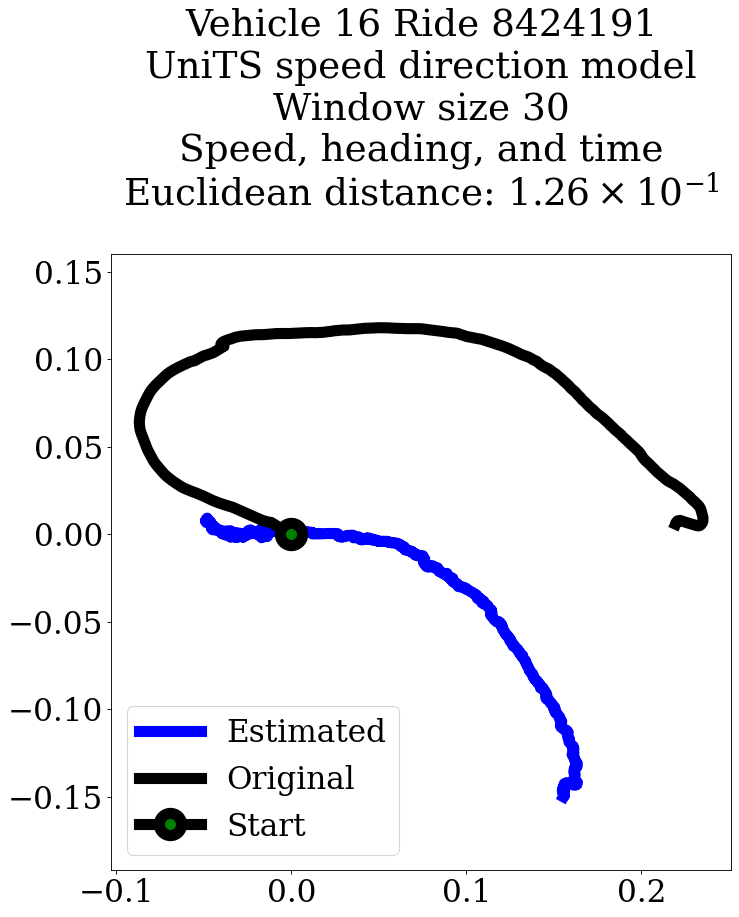 Vehicle 16 Ride 8424191
UniTS speed direction model
Window size 30
Speed, heading, and time
Euclidean distance: 1.26 × 10⁻¹
0.15
0.10
0.05
0.00
−0.05
−0.10
−0.15
Estimated
Original
Start
−0.1
0.0
0.1
0.2